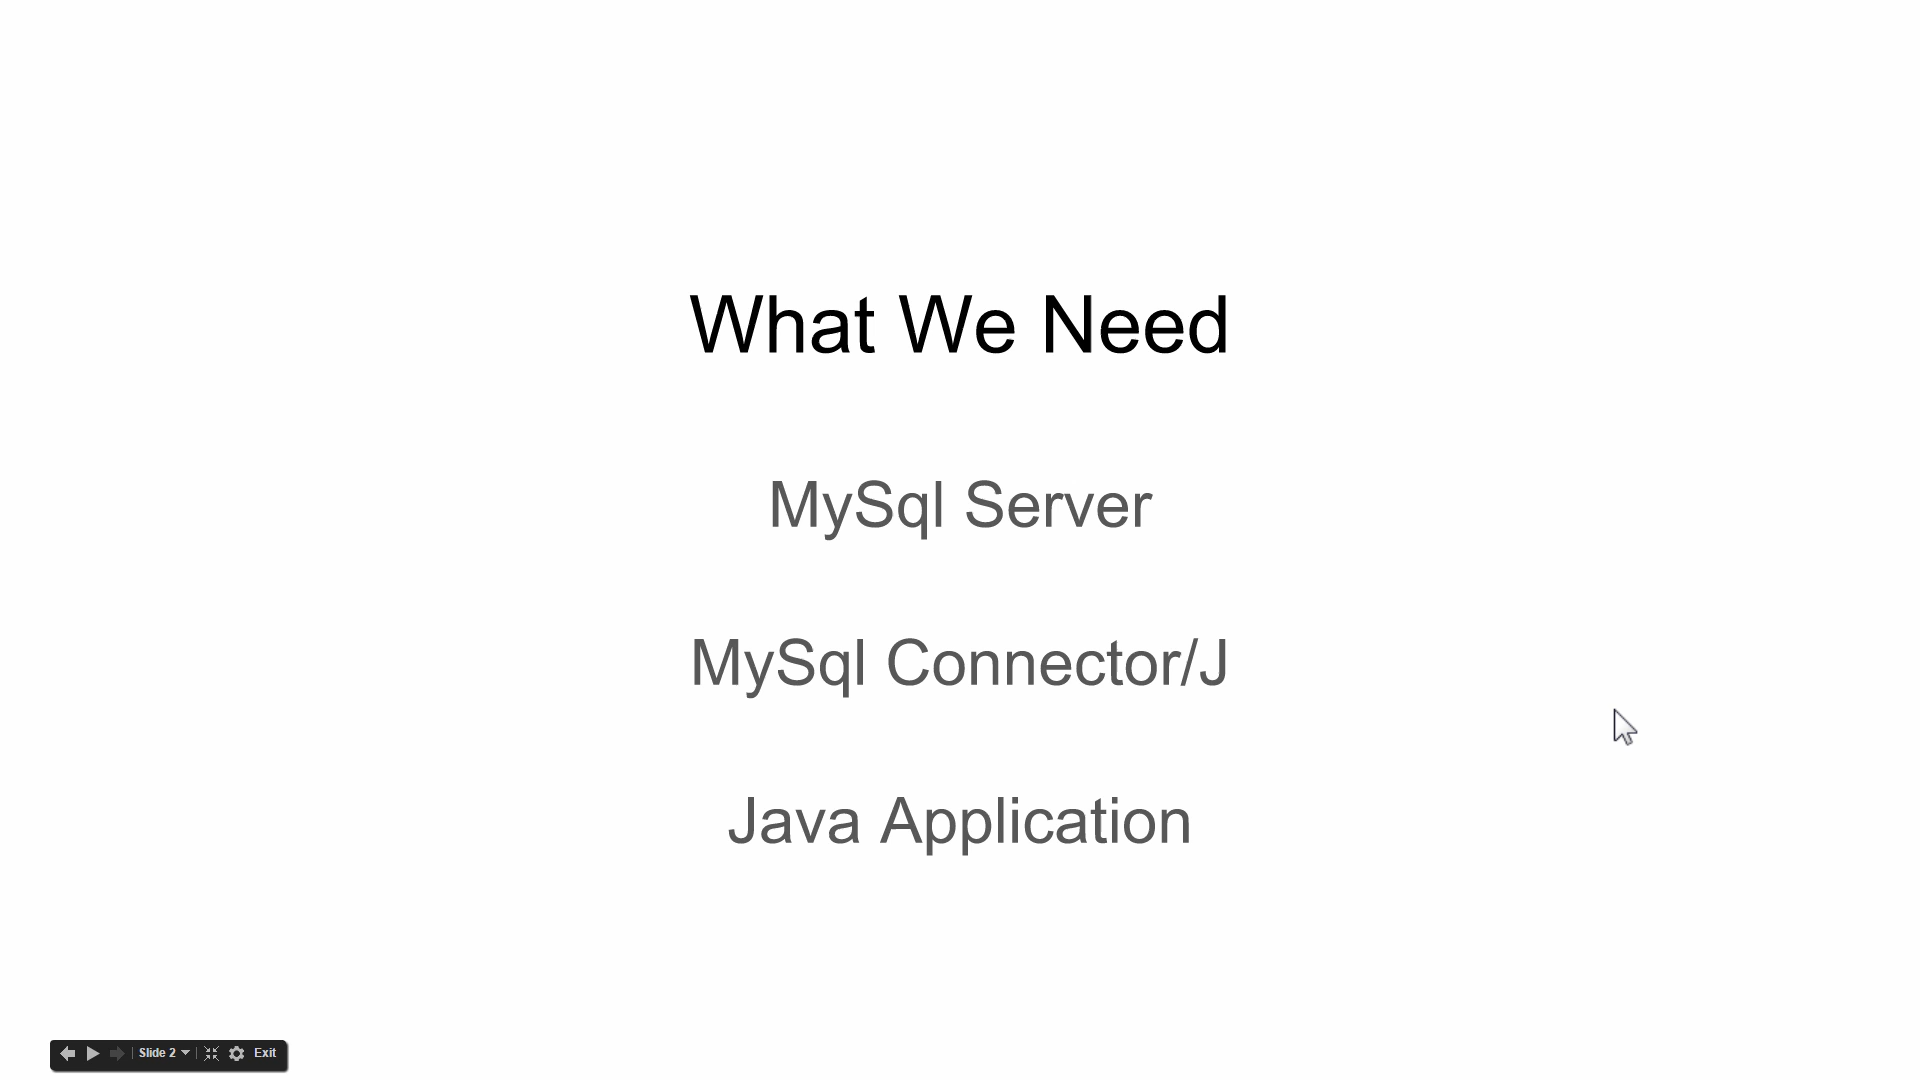 What We Need
MySql Server
MySql Connector/J
Java Application
Slide 2
Exit